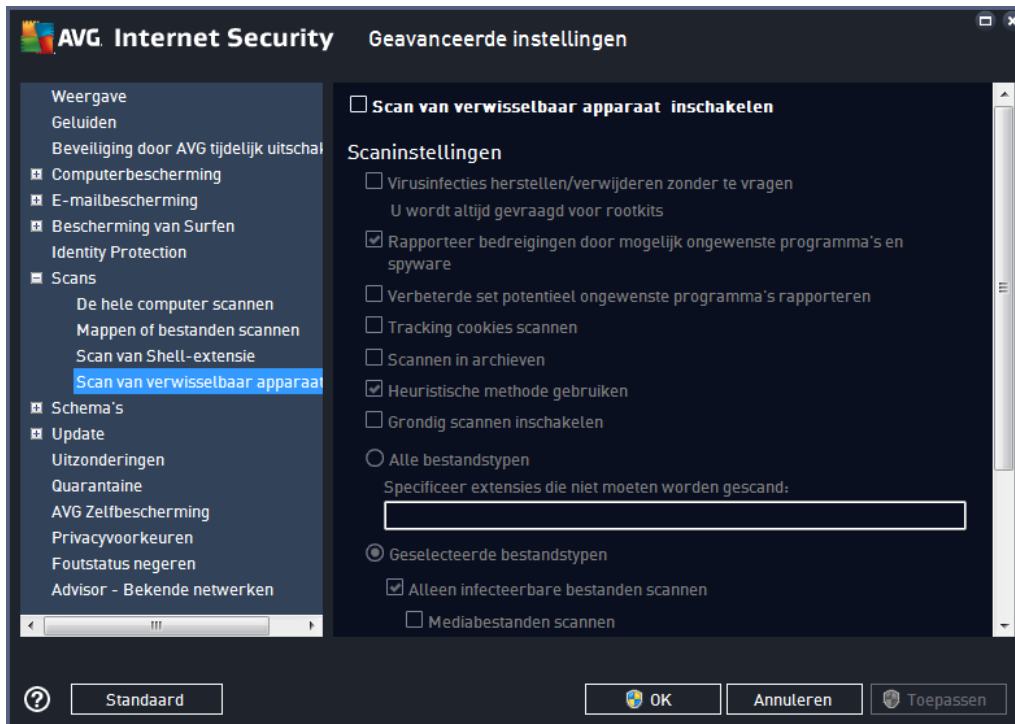 AVG Internet Security Geavanceerde instellingen
Weergave
Geluiden
Beveiliging door AVG tijdelijk uitschak
Computerbescherming
E-mailbescherming
Bescherming van Surfen
Identity Protection
Scans
De hele computer scannen
Mappen of bestanden scannen
Scan van Shell-extensie
Scan van verwisselbaar apparaat
Schema's
Update
Uitzonderingen
Quarantaine
AVG Zelfbescherming
Privacyvoorkeuren
Foutstatus negeren
Advisor - Bekende netwerken
Scan van verwisselbaar apparaat inschakelen
Scaninstellingen
Virusinfecties herstellen/verwijderen zonder te vragen
U wordt altijd gevraagd voor rootkits
Rapporteer bedreigingen door mogelijk ongewenste programma's en
spyware
Verbeterde set potentieel ongewenste programma's rapporteren
Tracking cookies scannen
Scannen in archieven
Heuristische methode gebruiken
Grondig scannen inschakelen
Alle bestandstypen
Specificeer extensies die niet moeten worden gescand:
Geselecteerde bestandstypen
Alleen infecteerbare bestanden scannen
Mediabestanden scannen
Standaard
OK
Annuleren
Toepassen